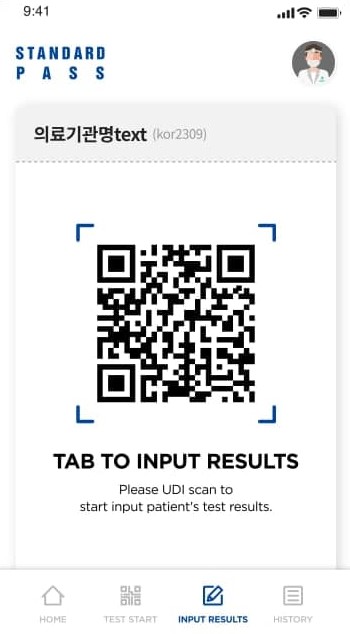 9:41
STANDARD
PASS
의료기관명text (kor2309)
TAB TO INPUT RESULTS
Please UDI scan to
start input patient's test results.
HOME TEST START INPUT RESULTS HISTORY